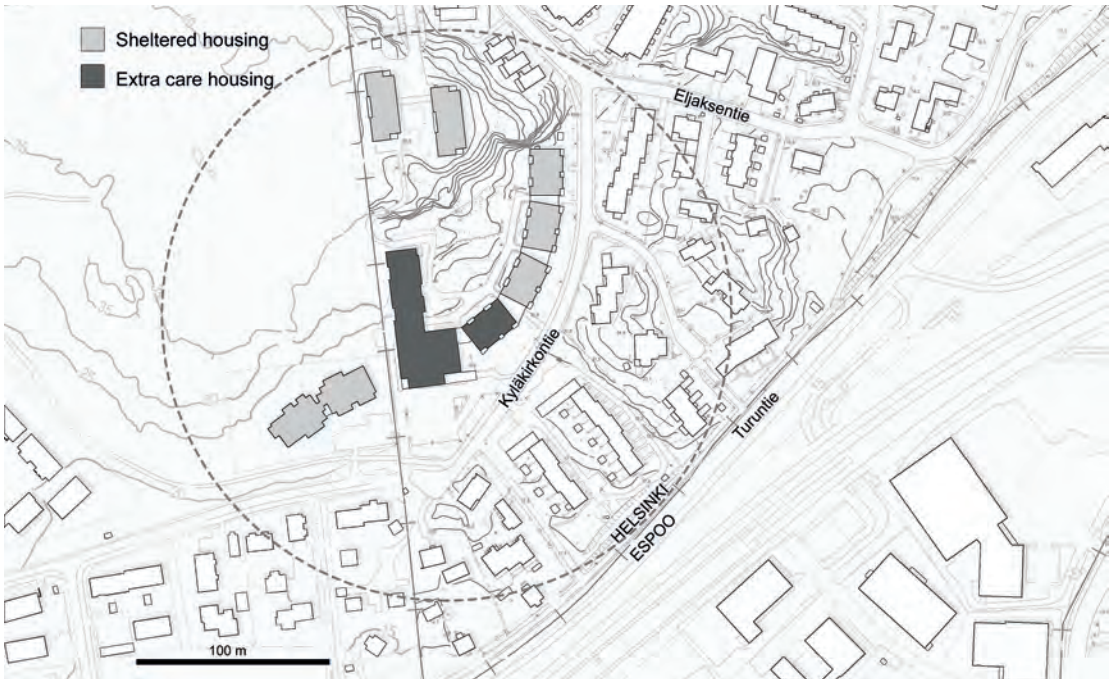 Sheltered housing
Extra care housing
Eljaksentie
Kyläkirkontie
Turuntie
HELSINKI
ESPOO
100 m